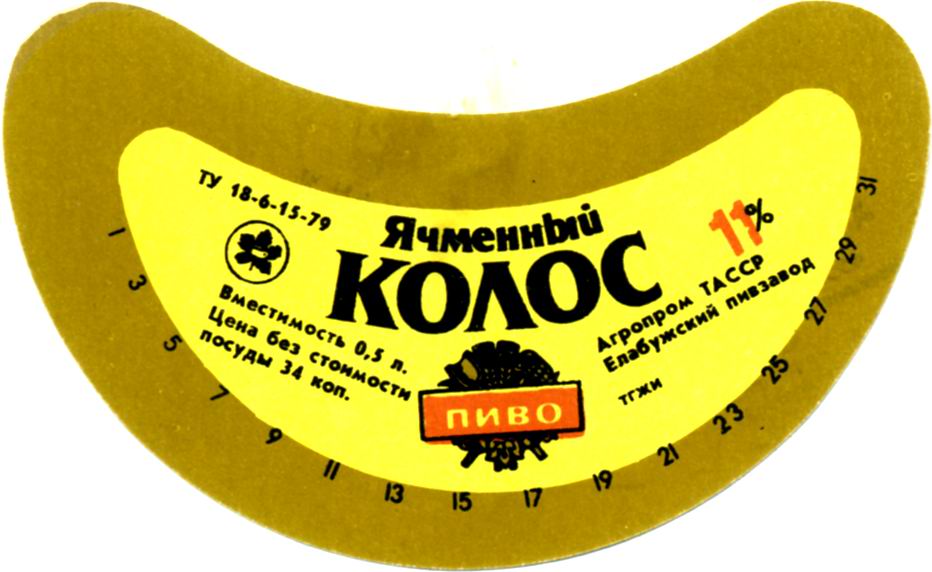 ТУ 18-6-15-79
Ячменный
КОЛОС
11%
Вместимость 0,5 л.
Цена без стоимости
посуды 34 коп.
Агропром ТАССР
Елабужский пивзавод
тгжи
ПИВО
1 3 5 7 9 11 13 15 17 19 21 23 25 27 29 31